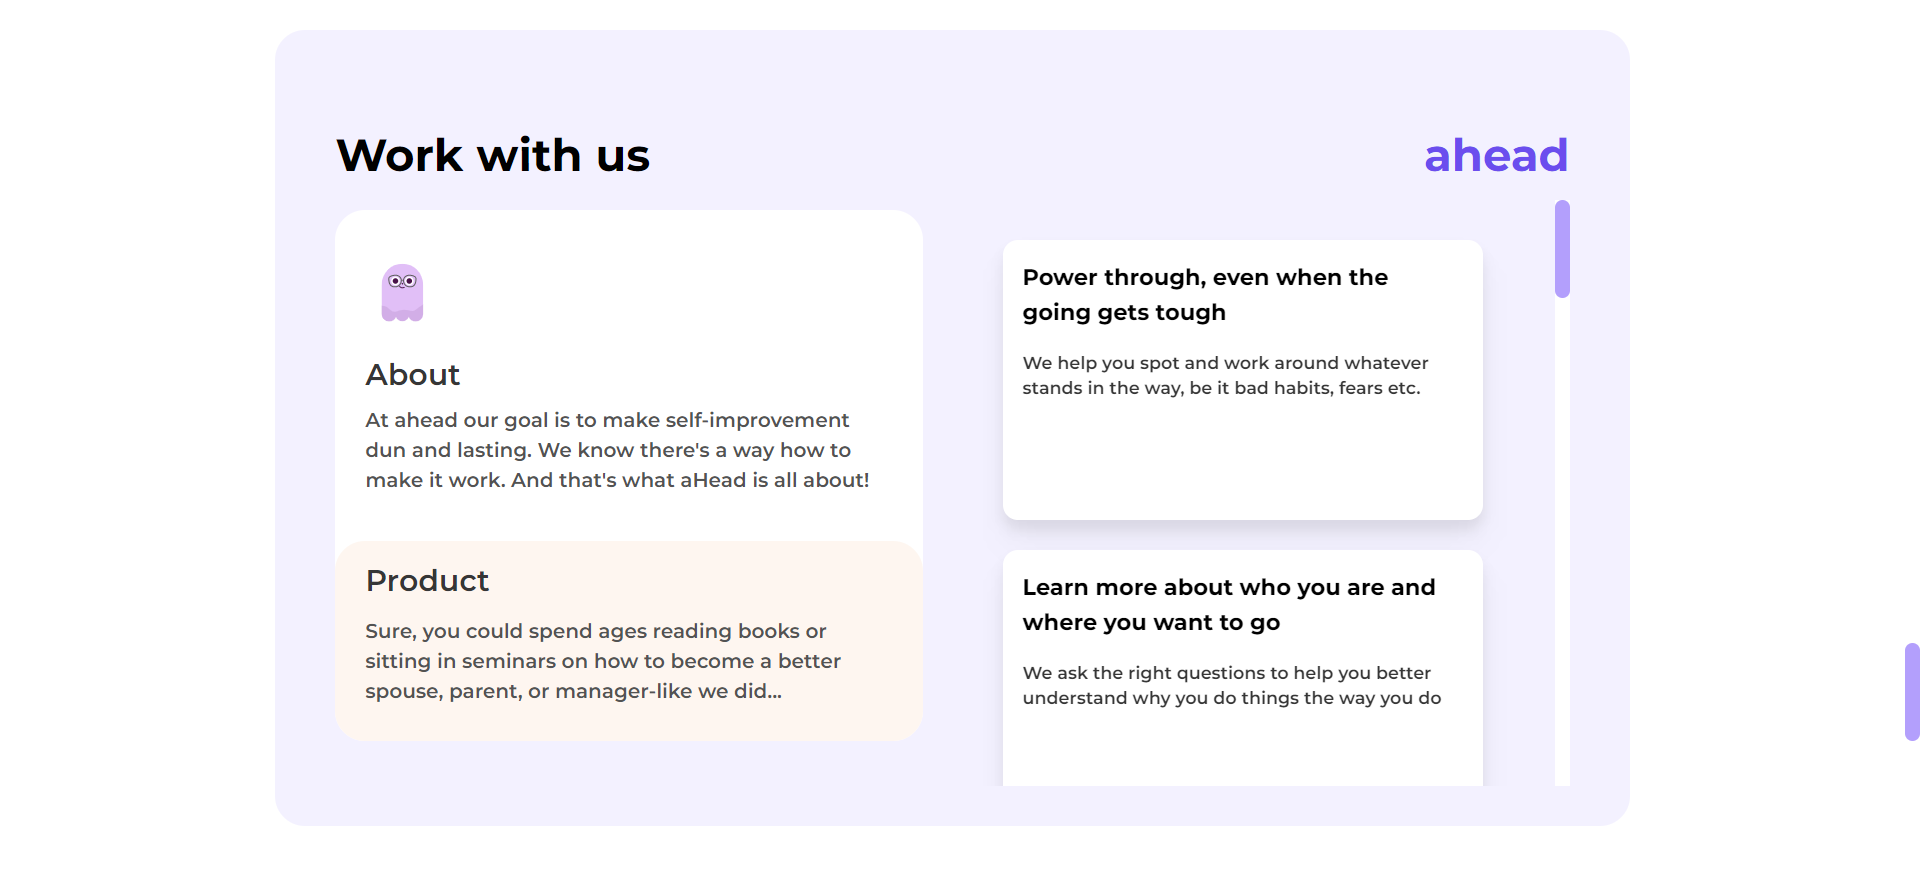 Work with us
ahead
About
At ahead our goal is to make self-improvement
dun and lasting. We know there's a way how to
make it work. And that's what aHead is all about!
Product
Sure, you could spend ages reading books or
sitting in seminars on how to become a better
spouse, parent, or manager-like we did...
Power through, even when the
going gets tough
We help you spot and work around whatever
stands in the way, be it bad habits, fears etc.
Learn more about who you are and
where you want to go
We ask the right questions to help you better
understand why you do things the way you do